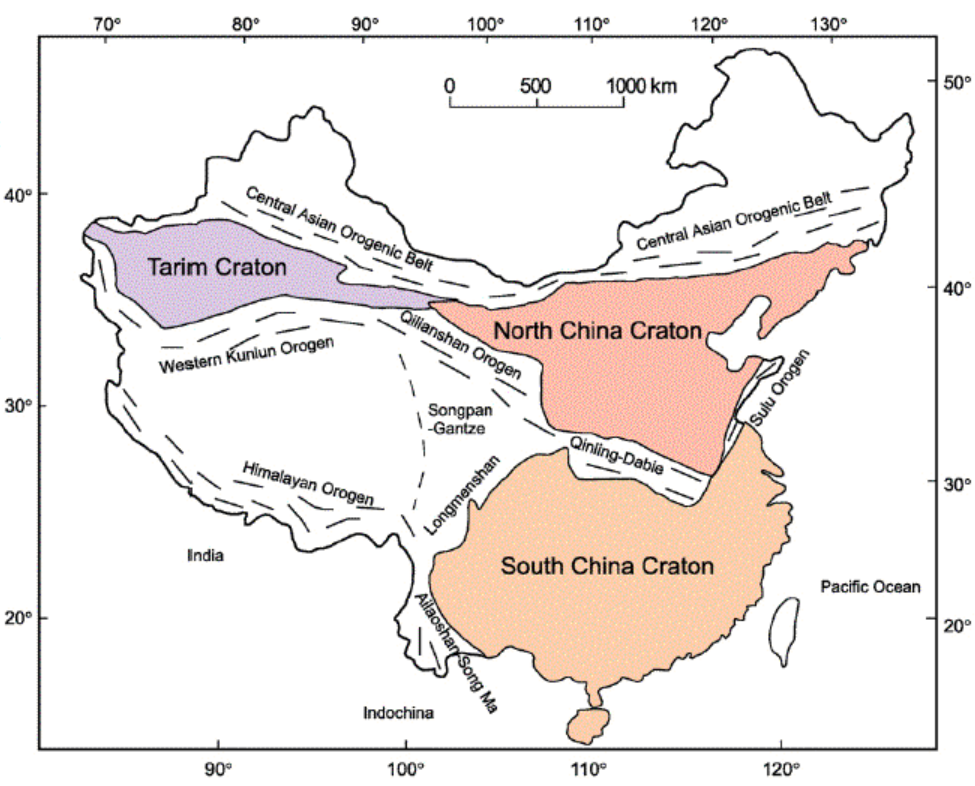 70° 80° 90° 100° 110° 120° 130°
0 500 1000 km
50°
40°
Central Asian Orogenic Belt
Central Asian Orogenic Belt
Tarim Craton
40°
North China Craton
Qilianshan Orogen
Western Kunlun Orogen
Sulu Orogen
30°
Songpan
-Gantze
Qinling-Dabie
Himalayan Orogen
Longmenshan
30°
India
South China Craton
Pacific Ocean
20°
Ailaoshan-Song Ma
20°
Indochina
90° 100° 110° 120°